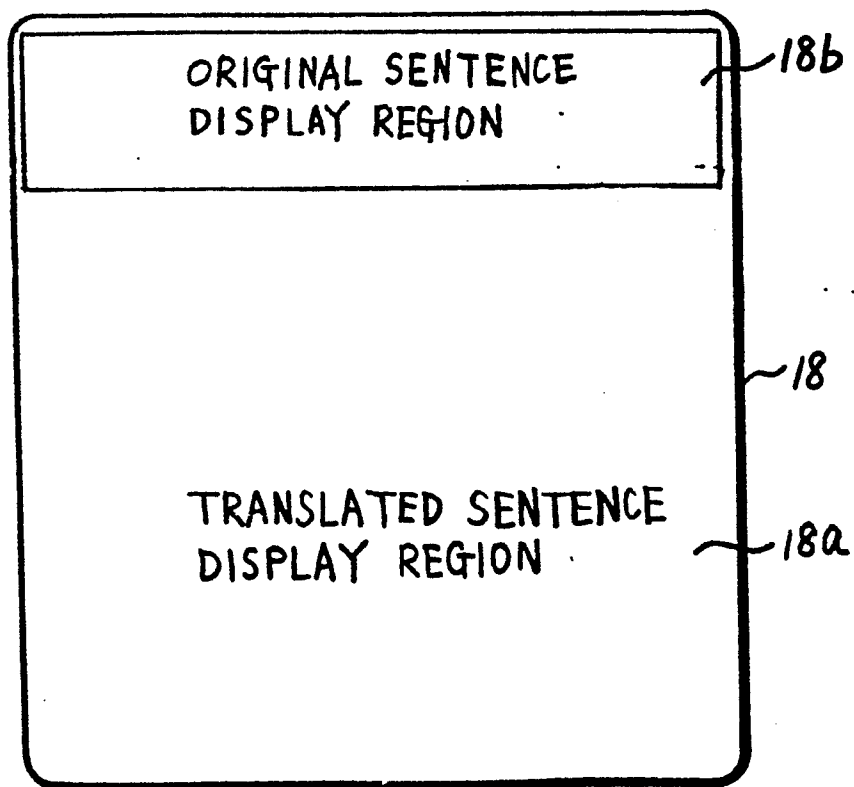 ORIGINAL SENTENCE
DISPLAY REGION
18b
18
TRANSLATED SENTENCE
DISPLAY REGION
18a